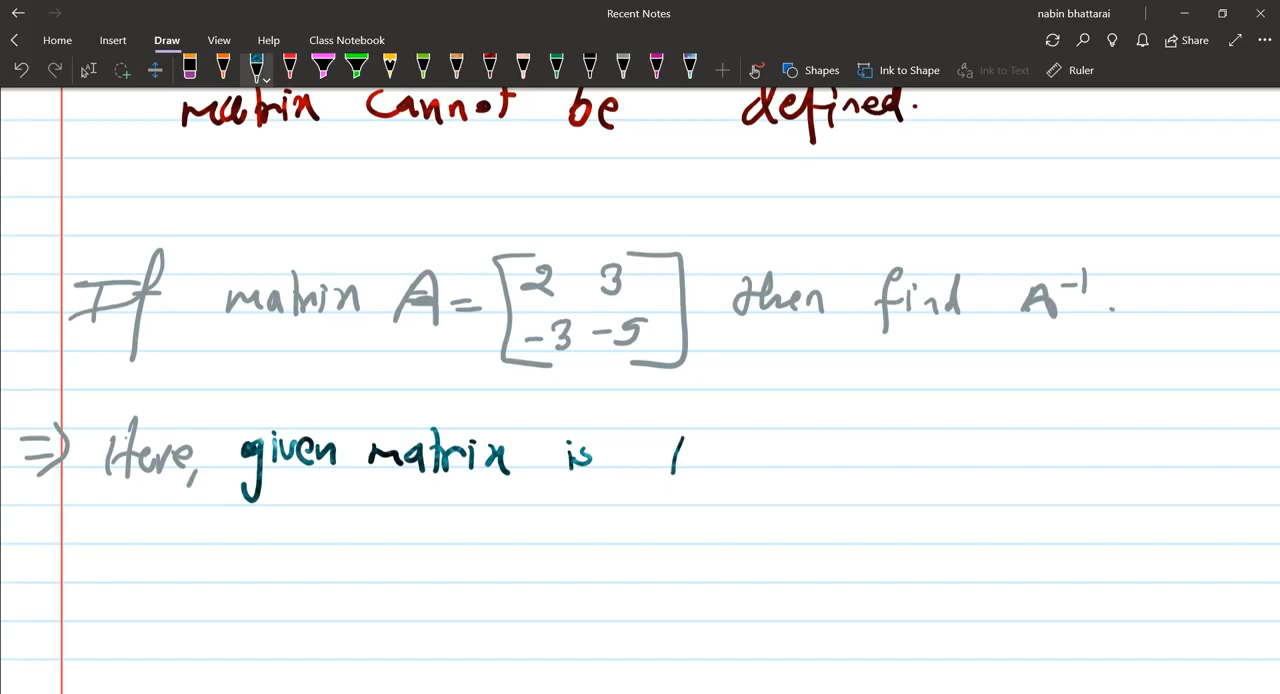 Recent Notes
nabin bhattarai
Home Insert Draw View Help Class Notebook
Share
Shapes Ink to Shape Ink to Text Ruler
matrix cannot be defined.
If matrix A = [2 3
-3 -5] then find A⁻¹.
=> Here, given matrix is